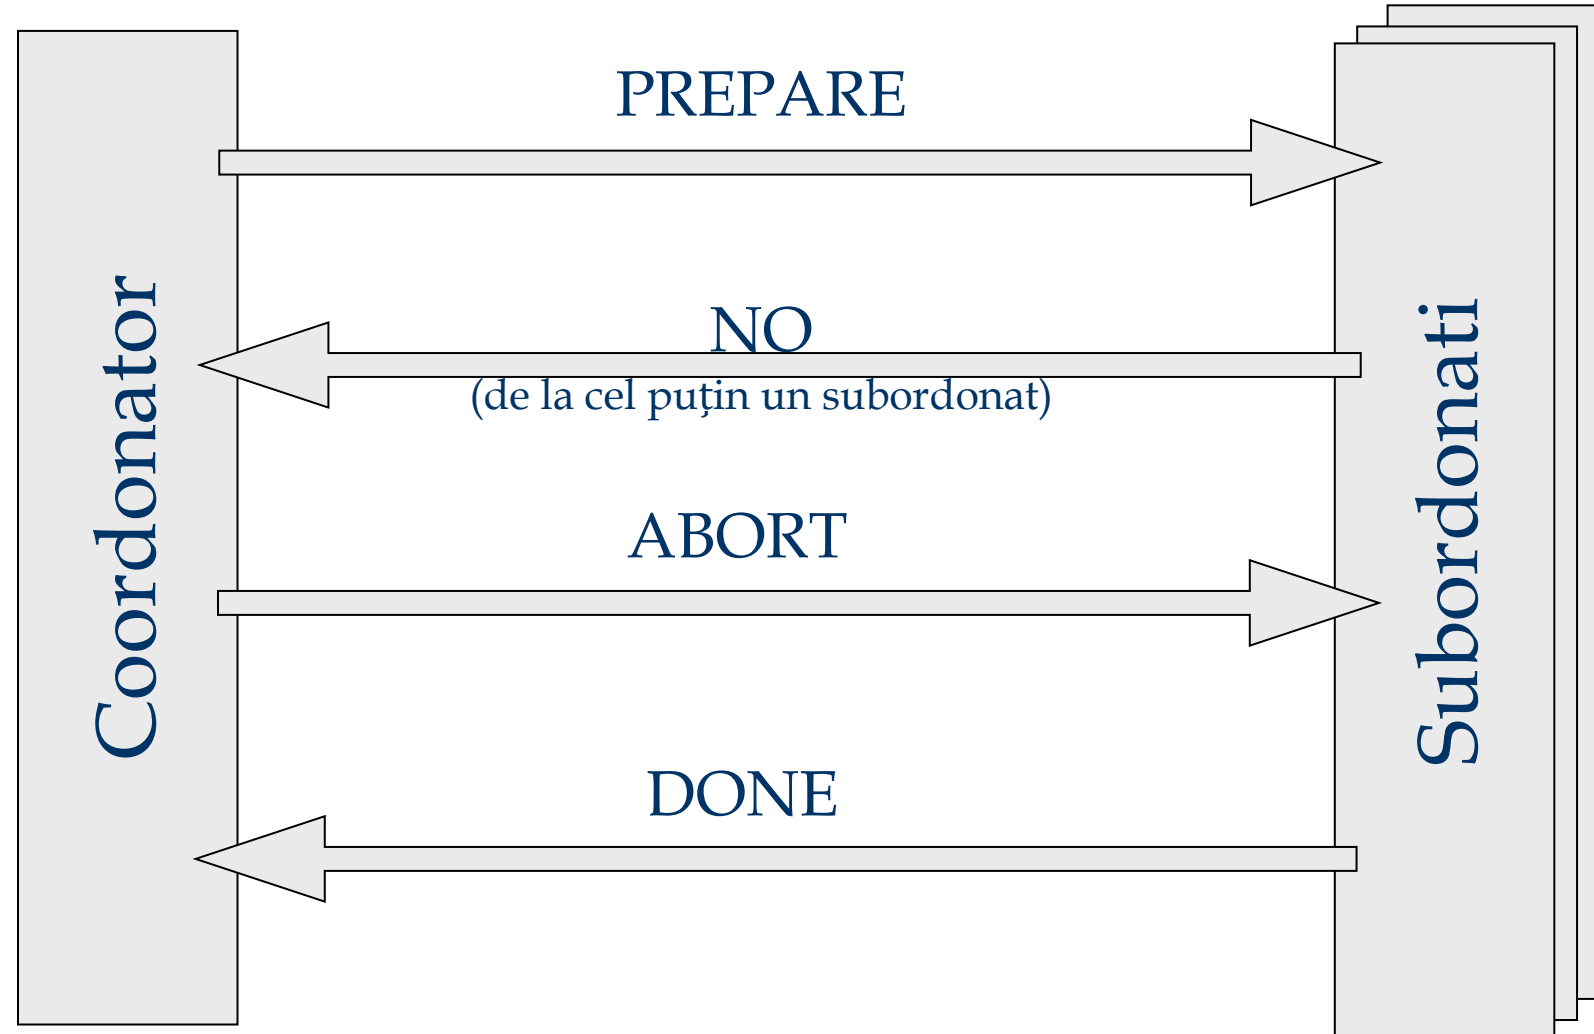 PREPARE
NO
(de la cel puțin un subordonat)
ABORT
DONE
Coordonator
Subordonati